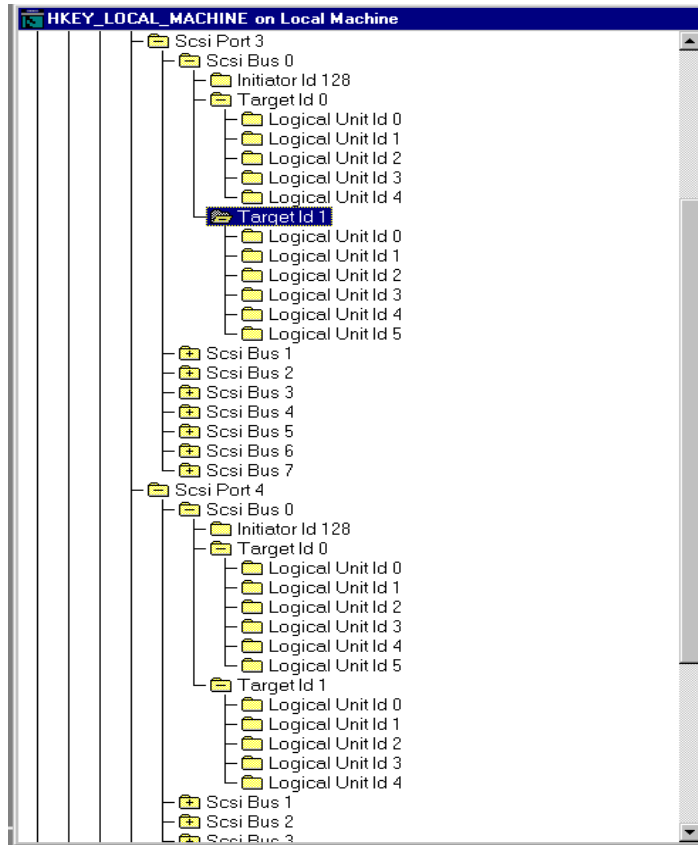 HKEY_LOCAL_MACHINE on Local Machine
Scsi Port 3
Scsi Bus 0
Initiator Id 128
Target Id 0
Logical Unit Id 0
Logical Unit Id 1
Logical Unit Id 2
Logical Unit Id 3
Logical Unit Id 4
Target Id 1
Logical Unit Id 0
Logical Unit Id 1
Logical Unit Id 2
Logical Unit Id 3
Logical Unit Id 4
Logical Unit Id 5
Scsi Bus 1
Scsi Bus 2
Scsi Bus 3
Scsi Bus 4
Scsi Bus 5
Scsi Bus 6
Scsi Bus 7
Scsi Port 4
Scsi Bus 0
Initiator Id 128
Target Id 0
Logical Unit Id 0
Logical Unit Id 1
Logical Unit Id 2
Logical Unit Id 3
Logical Unit Id 4
Logical Unit Id 5
Target Id 1
Logical Unit Id 0
Logical Unit Id 1
Logical Unit Id 2
Logical Unit Id 3
Logical Unit Id 4
Scsi Bus 1
Scsi Bus 2
Scsi Bus 3